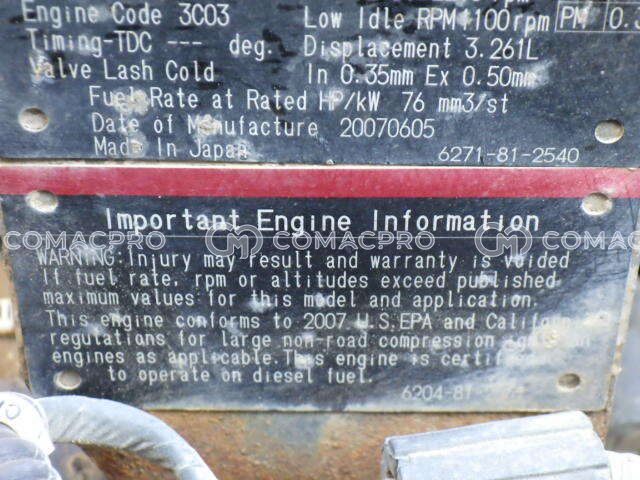 Engine Code 3C03 Low Idle RPM 1100rpm PM 0.
Timing-TDC --- deg. Displacement 3.261L
Valve Lash Cold In 0.35mm Ex 0.50mm
Fuel Rate at Rated HP/kW 76 mm3/st
Date of Manufacture 20070605
Made In Japan 6271-81-2540
Important Engine Information
COMACPRO COMACPRO COMACPRO
WARNING: Injury may result and warranty is voided
If fuel rate, rpm or altitudes exceed published
maximum values for this model and application.
This engine conforms to 2007 U.S.EPA and California
regulations for large non-road compression ignition
engines as applicable. This engine is certified
to operate on diesel fuel.
6204-81-